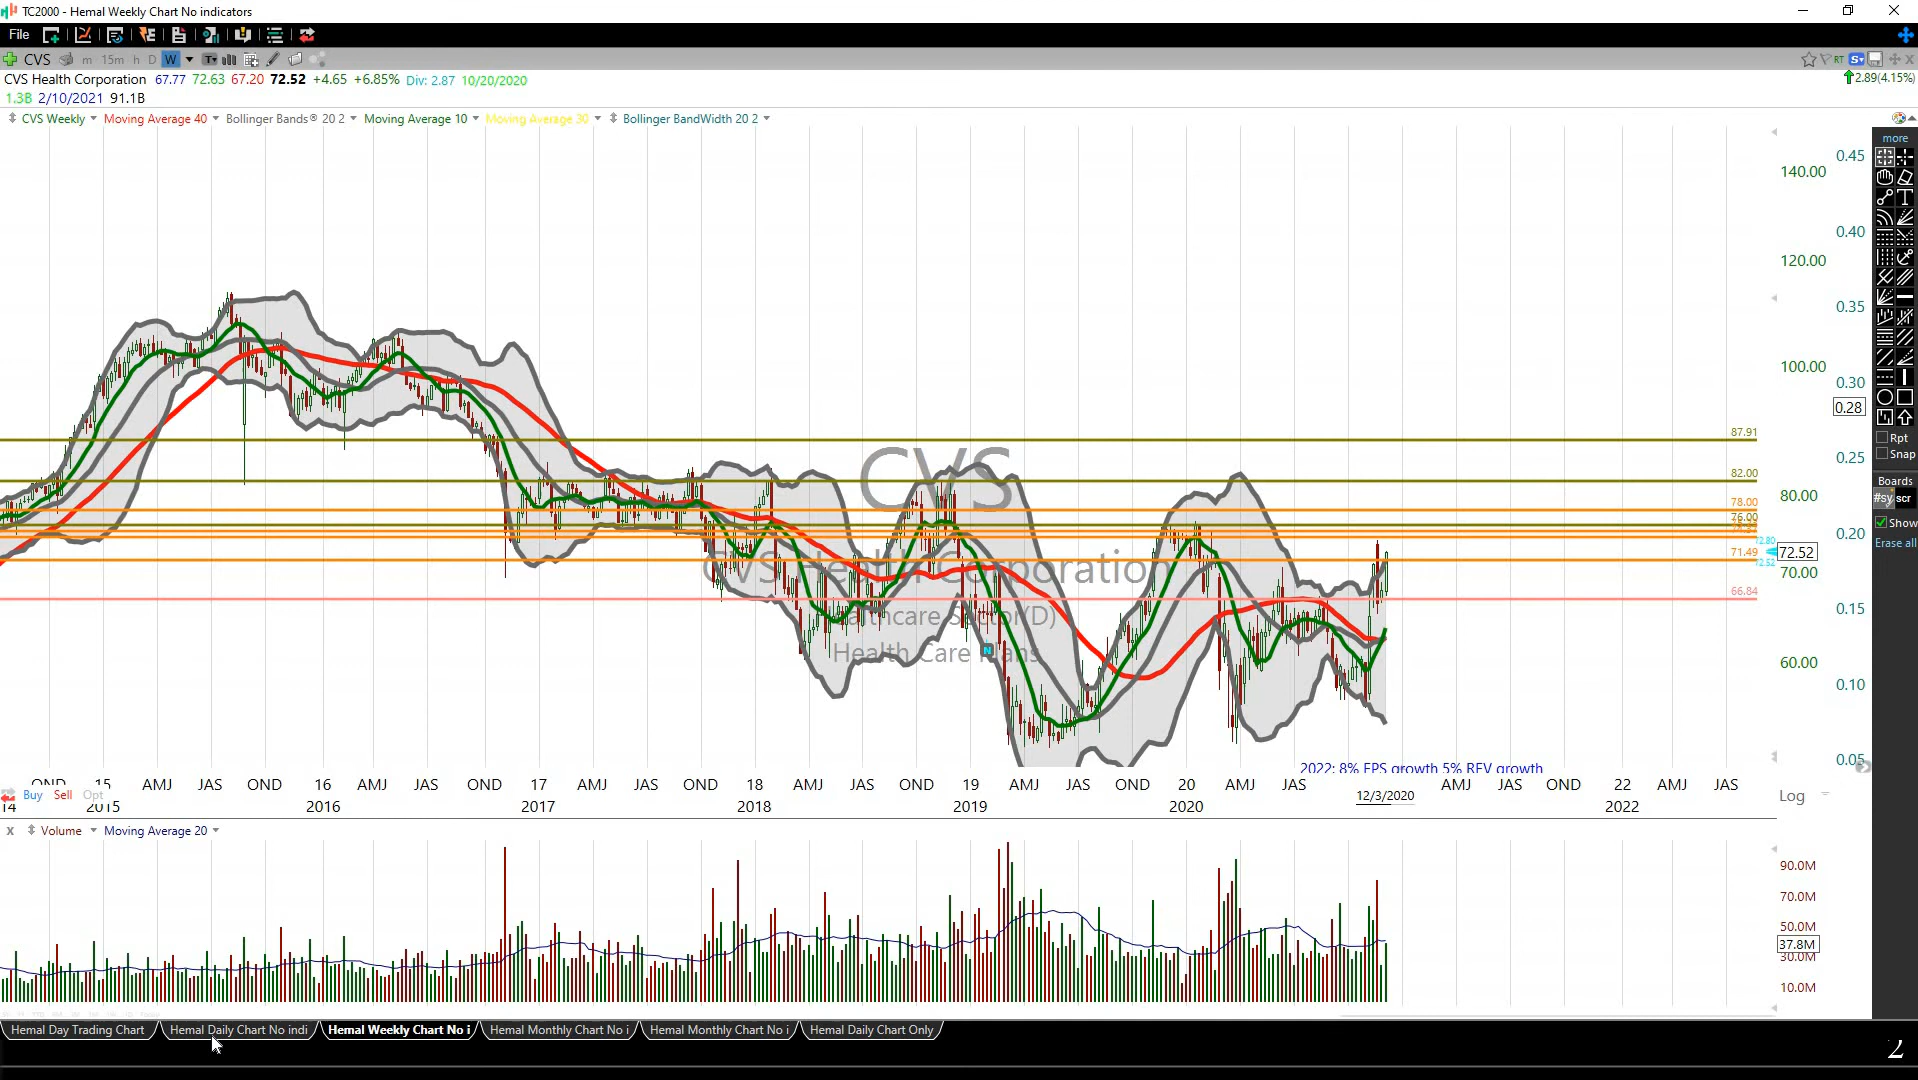 TC2000 - Hemal Weekly Chart No indicators
File
CVS m 15m h D W
RT S
CVS Health Corporation 67.77 72.63 67.20 72.52 +4.65 +6.85% Div: 2.87 10/20/2020
2.89(4.15%)
1.3B 2/10/2021 91.1B
CVS Weekly Moving Average 40 Bollinger Bands® 20 2 Moving Average 10 Moving Average 30 Bollinger BandWidth 20 2
more
0.45
140.00
0.40
120.00
0.35
0.30
100.00
0.28
87.91
Rpt
Snap
0.25
82.00
Boards
#sy scr
80.00
78.00
76.00
Show
0.20
72.80
Erase all
71.49
72.52
72.52
70.00
66.84
0.15
60.00
0.10
0.05
CVS
CVS Health Corporation
Healthcare Sector(D)
Health Care Plans
N
2022: 8% EPS growth 5% REV growth
OND 15 AMJ JAS OND 16 AMJ JAS OND 17 AMJ JAS OND 18 AMJ JAS OND 19 AMJ JAS OND 20 AMJ JAS AMJ JAS OND 22 AMJ JAS
Buy Sell Opt
12/3/2020
Log
14 2015 2016 2017 2018 2019 2020 2022
x Volume Moving Average 20
90.0M
70.0M
50.0M
37.8M
30.0M
10.0M
Hemal Day Trading Chart Hemal Daily Chart No indi Hemal Weekly Chart No i Hemal Monthly Chart No i Hemal Monthly Chart No i Hemal Daily Chart Only
2